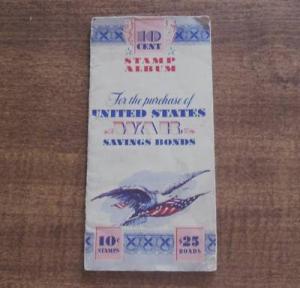 10
CENT
STAMP
ALBUM
For the purchase of
UNITED STATES
WAR
SAVINGS BONDS
10¢ $25
STAMPS BONDS